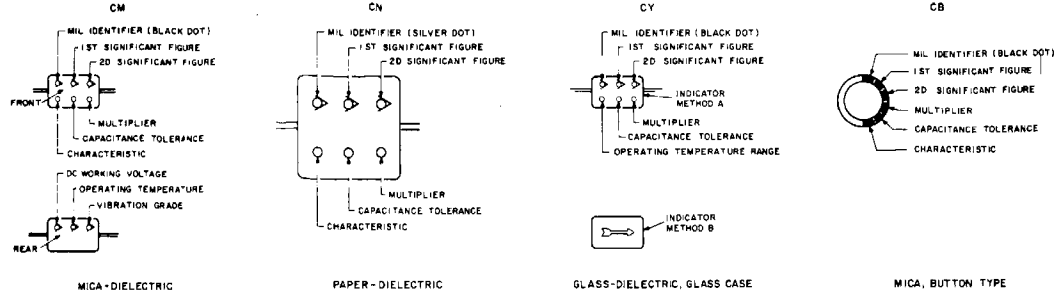 CM
MIL IDENTIFIER (BLACK DOT)
1ST SIGNIFICANT FIGURE
2D SIGNIFICANT FIGURE
FRONT
MULTIPLIER
CAPACITANCE TOLERANCE
CHARACTERISTIC
DC WORKING VOLTAGE
OPERATING TEMPERATURE
VIBRATION GRADE
REAR
MICA-DIELECTRIC
CN
MIL IDENTIFIER (SILVER DOT)
1ST SIGNIFICANT FIGURE
2D SIGNIFICANT FIGURE
MULTIPLIER
CAPACITANCE TOLERANCE
CHARACTERISTIC
PAPER-DIELECTRIC
CY
MIL IDENTIFIER (BLACK DOT)
1ST SIGNIFICANT FIGURE
2D SIGNIFICANT FIGURE
INDICATOR
METHOD A
MULTIPLIER
CAPACITANCE TOLERANCE
OPERATING TEMPERATURE RANGE
INDICATOR
METHOD B
GLASS-DIELECTRIC, GLASS CASE
CB
MIL IDENTIFIER (BLACK DOT)
1ST SIGNIFICANT FIGURE
2D SIGNIFICANT FIGURE
MULTIPLIER
CAPACITANCE TOLERANCE
CHARACTERISTIC
MICA, BUTTON TYPE